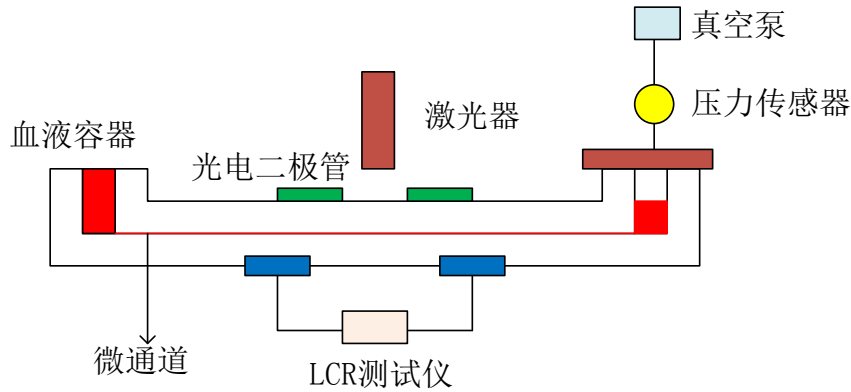 真空泵
压力传感器
激光器
血液容器
光电二极管
微通道
LCR测试仪